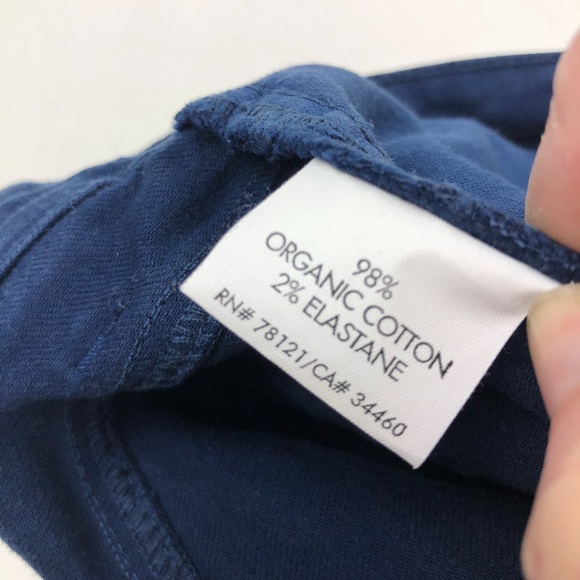 98%
ORGANIC COTTON
2% ELASTANE
RN# 78121/CA# 34460